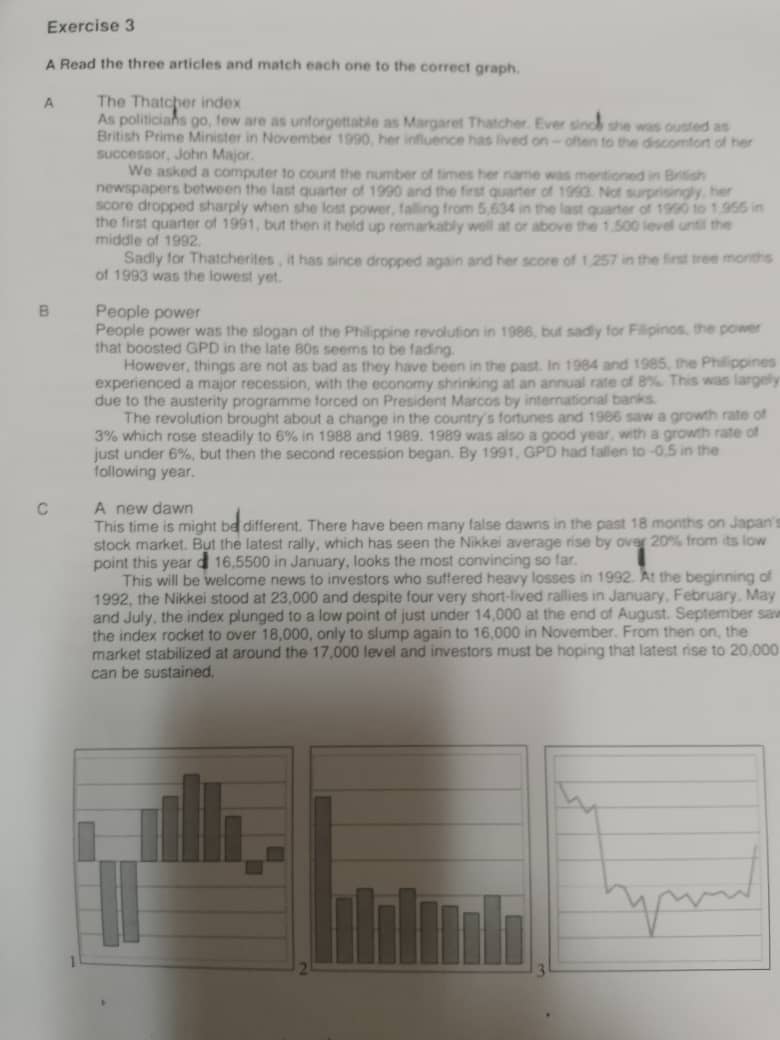 Exercise 3
A Read the three articles and match each one to the correct graph.
A The Thatcher index
As politicians go, few are as unforgettable as Margaret Thatcher. Ever since she was ousted as
British Prime Minister in November 1990, her influence has lived on – often to the discomfort of her
successor, John Major.
We asked a computer to count the number of times her name was mentioned in British
newspapers between the last quarter of 1990 and the first quarter of 1993. Not surprisingly, her
score dropped sharply when she lost power, falling from 5,634 in the last quarter of 1990 to 1,955 in
the first quarter of 1991, but then it held up remarkably well at or above the 1,500 level until the
middle of 1992.
Sadly for Thatcherites , it has since dropped again and her score of 1,257 in the first tree months
of 1993 was the lowest yet.
B People power
People power was the slogan of the Philippine revolution in 1986, but sadly for Filipinos, the power
that boosted GPD in the late 80s seems to be fading.
However, things are not as bad as they have been in the past. In 1984 and 1985, the Philippines
experienced a major recession, with the economy shrinking at an annual rate of 8%. This was largely
due to the austerity programme forced on President Marcos by international banks.
The revolution brought about a change in the country's fortunes and 1986 saw a growth rate of
3% which rose steadily to 6% in 1988 and 1989. 1989 was also a good year, with a growth rate of
just under 6%, but then the second recession began. By 1991, GPD had fallen to -0,5 in the
following year.
C A new dawn
This time is might be different. There have been many false dawns in the past 18 months on Japan's
stock market. But the latest rally, which has seen the Nikkei average rise by over 20% from its low
point this year 16,5500 in January, looks the most convincing so far.
This will be welcome news to investors who suffered heavy losses in 1992. At the beginning of
1992, the Nikkei stood at 23,000 and despite four very short-lived rallies in January, February, May
and July, the index plunged to a low point of just under 14,000 at the end of August. September saw
the index rocket to over 18,000, only to slump again to 16,000 in November. From then on, the
market stabilized at around the 17,000 level and investors must be hoping that latest rise to 20,000
can be sustained.
1 2 3